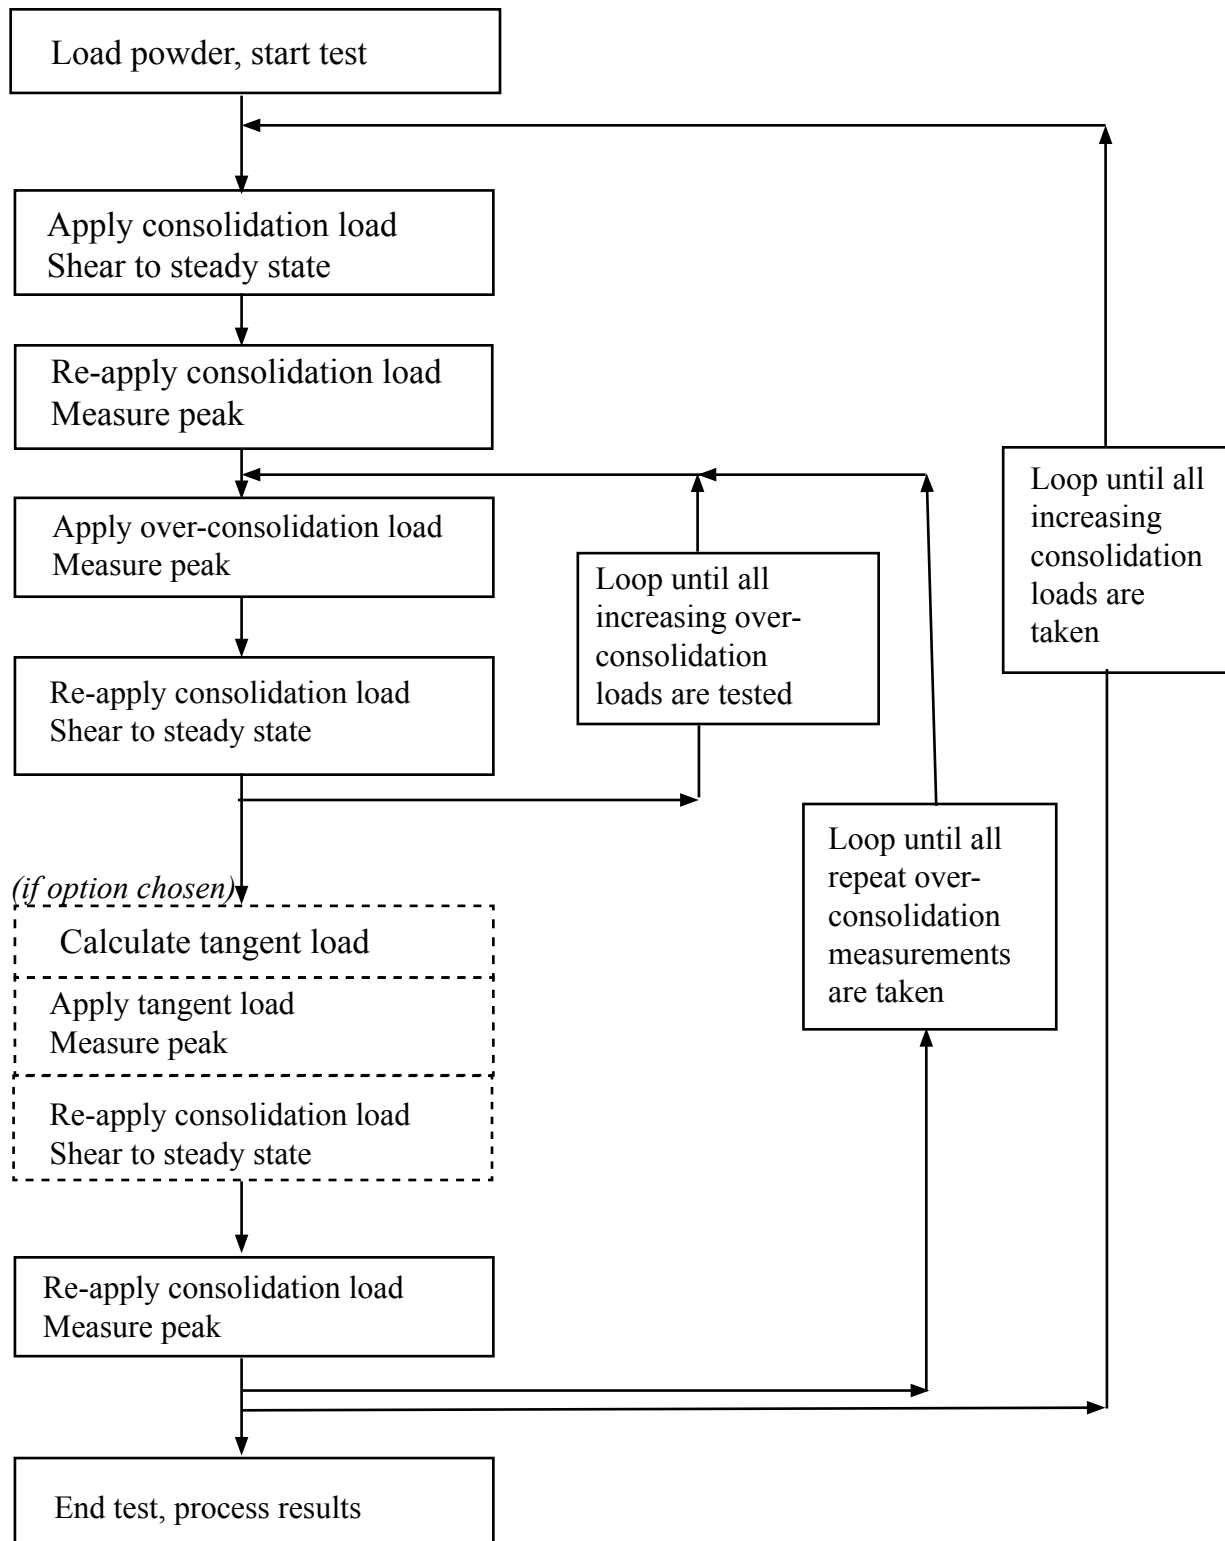 Load powder, start test
Apply consolidation load
Shear to steady state
Re-apply consolidation load
Measure peak
Apply over-consolidation load
Measure peak
Re-apply consolidation load
Shear to steady state
Loop until all
increasing over-
consolidation
loads are tested
Loop until all
increasing
consolidation
loads are
taken
Loop until all
repeat over-
consolidation
measurements
are taken
(if option chosen)
Calculate tangent load
Apply tangent load
Measure peak
Re-apply consolidation load
Shear to steady state
Re-apply consolidation load
Measure peak
End test, process results